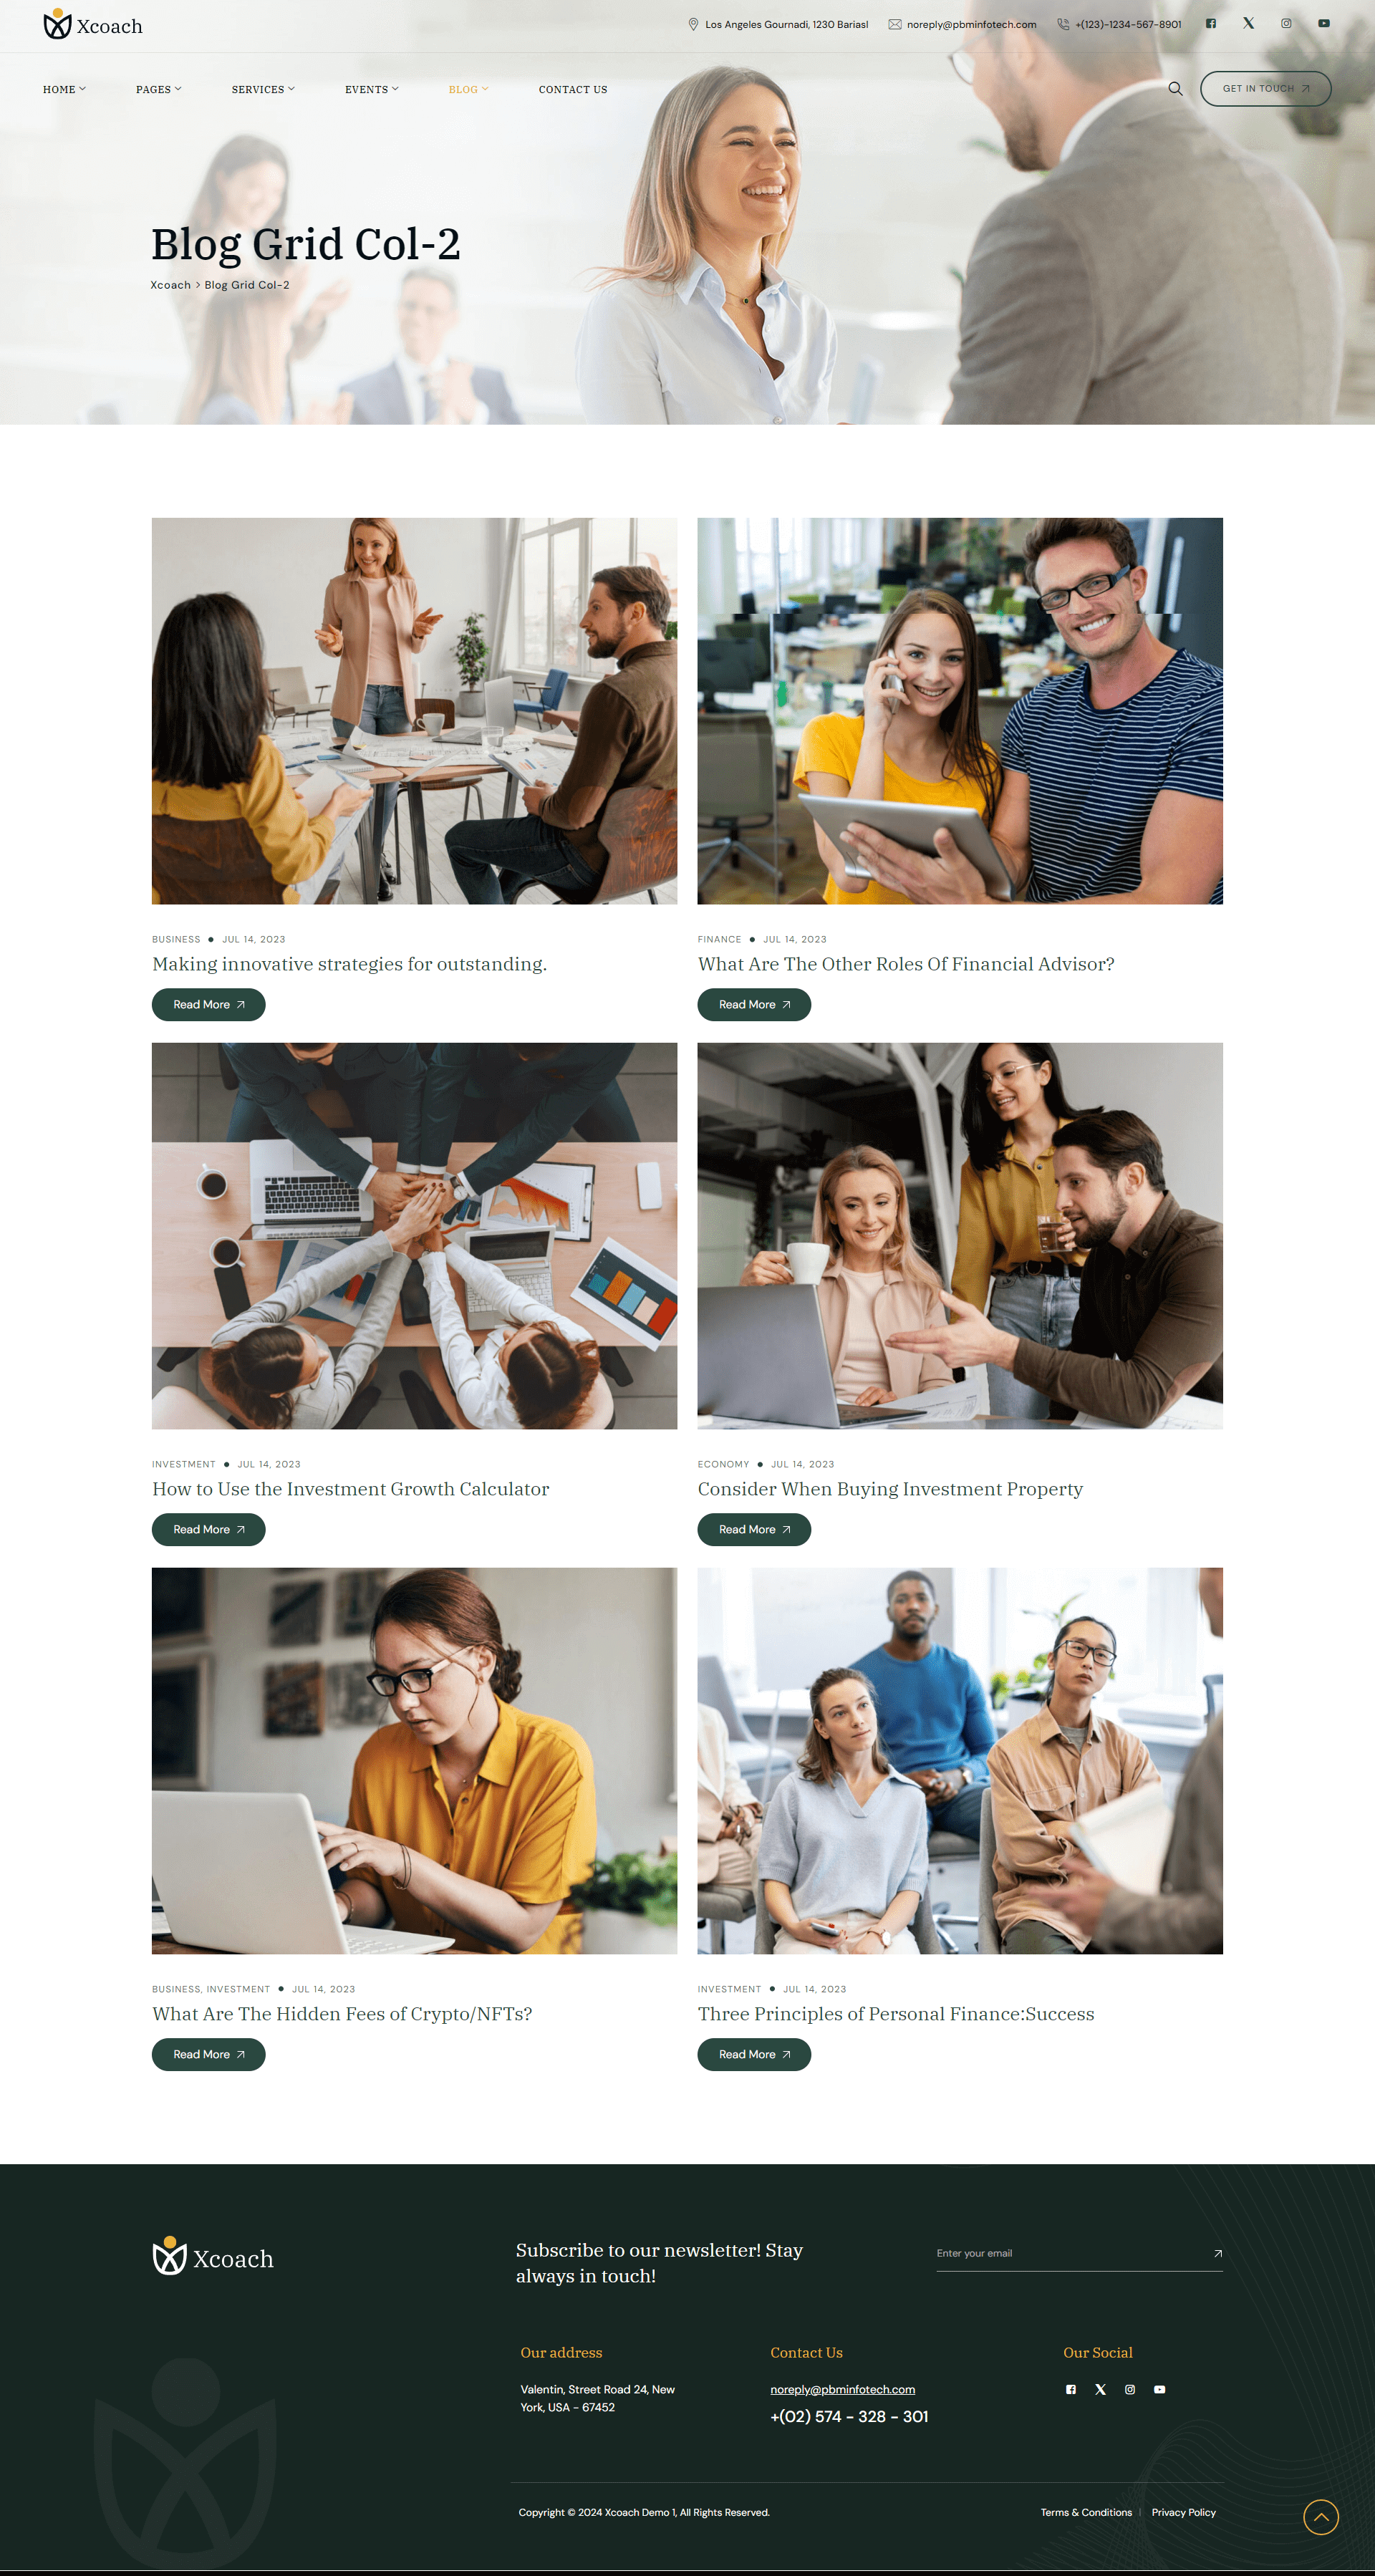 Xcoach
Los Angeles Gournadi, 1230 Bariasl
noreply@pbminfotech.com
+(123)-1234-567-8901
HOME
PAGES
SERVICES
EVENTS
BLOG
CONTACT US
GET IN TOUCH
Blog Grid Col-2
Xcoach > Blog Grid Col-2
BUSINESS
JUL 14, 2023
Making innovative strategies for outstanding.
Read More
FINANCE
JUL 14, 2023
What Are The Other Roles Of Financial Advisor?
Read More
INVESTMENT
JUL 14, 2023
How to Use the Investment Growth Calculator
Read More
ECONOMY
JUL 14, 2023
Consider When Buying Investment Property
Read More
BUSINESS, INVESTMENT
JUL 14, 2023
What Are The Hidden Fees of Crypto/NFTs?
Read More
INVESTMENT
JUL 14, 2023
Three Principles of Personal Finance:Success
Read More
Xcoach
Subscribe to our newsletter! Stay
always in touch!
Enter your email
Our address
Valentin, Street Road 24, New
York, USA - 67452
Contact Us
noreply@pbminfotech.com
+(02) 574 - 328 - 301
Our Social
Copyright © 2024 Xcoach Demo 1, All Rights Reserved.
Terms & Conditions
Privacy Policy